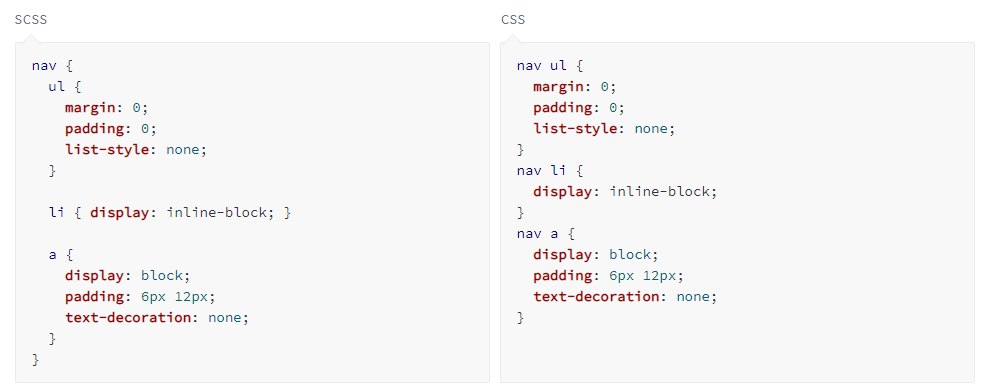 SCSS
nav {
  ul {
    margin: 0;
    padding: 0;
    list-style: none;
  }

  li { display: inline-block; }

  a {
    display: block;
    padding: 6px 12px;
    text-decoration: none;
  }
}
CSS
nav ul {
  margin: 0;
  padding: 0;
  list-style: none;
}
nav li {
  display: inline-block;
}
nav a {
  display: block;
  padding: 6px 12px;
  text-decoration: none;
}